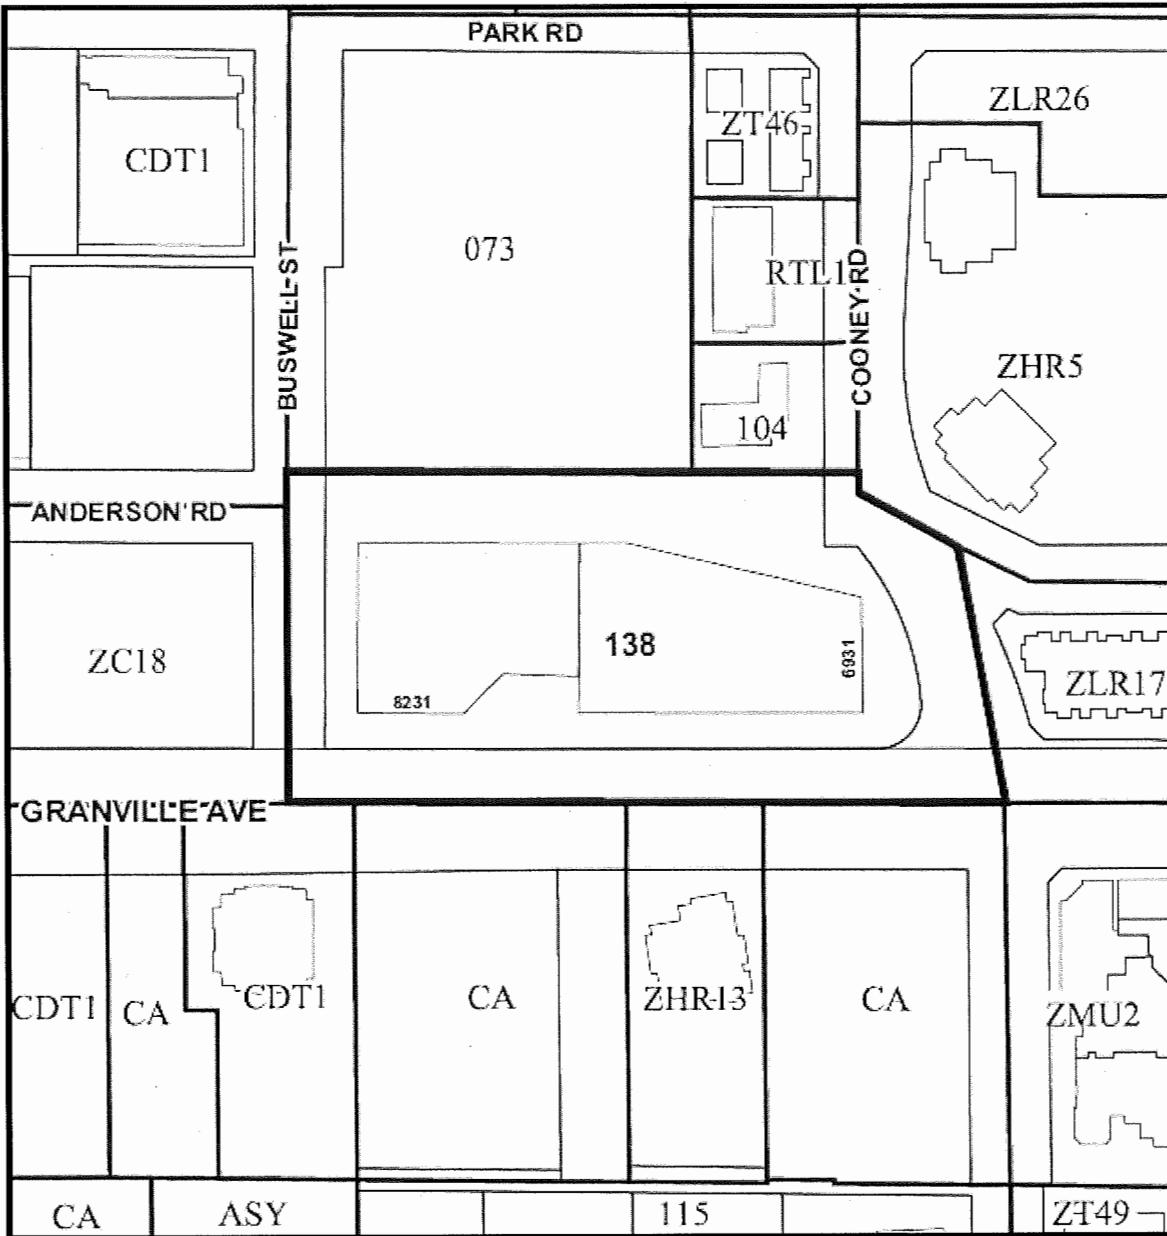 PARK RD
ZLR26
ZT46
CDT1
073
BUSWELL ST
RTL1
COONEY RD
ZHR5
104
ANDERSON RD
138
6931
8231
ZC18
ZLR17
GRANVILLE AVE
CDT1
CA
CDT1
CA
ZHR13
CA
ZMU2
CA
ASY
115
ZT49